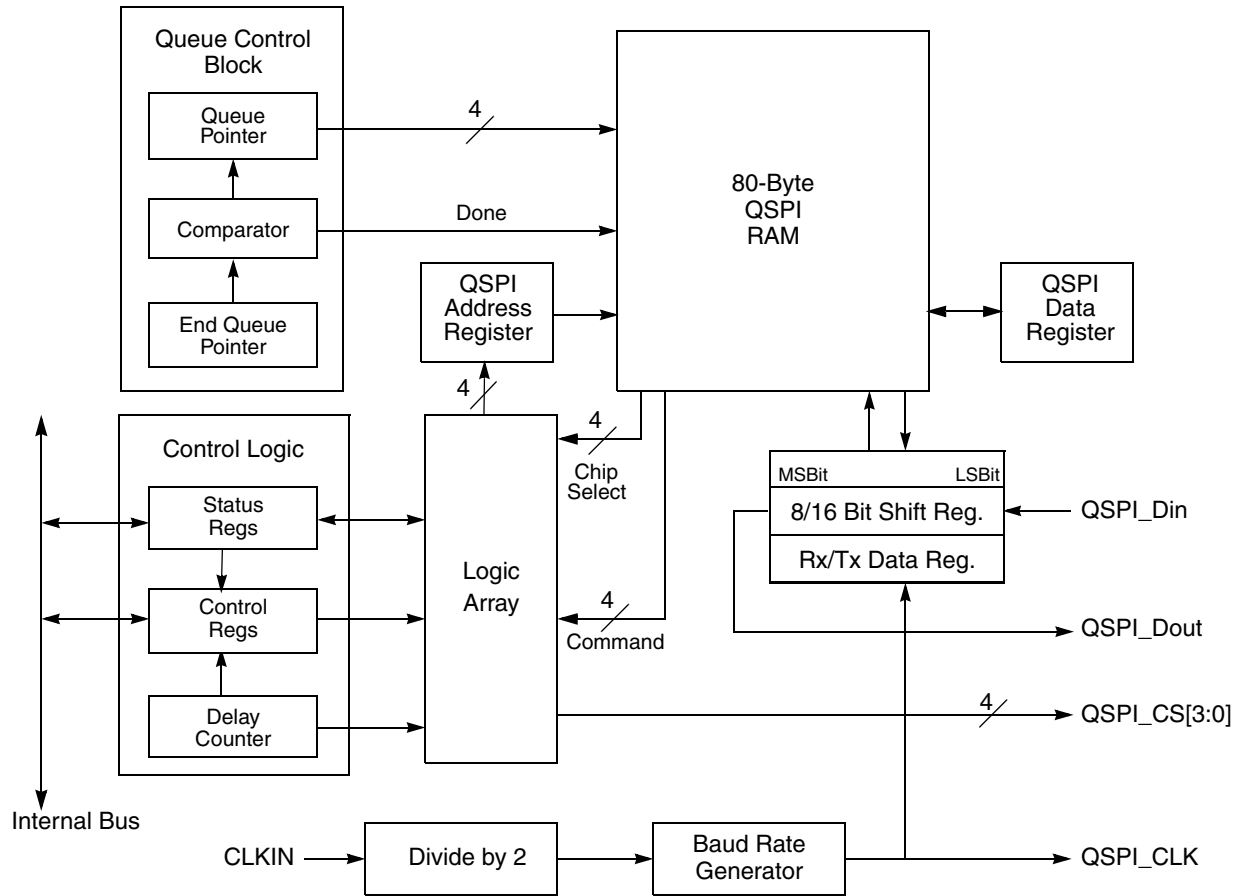 Queue Control
Block
Queue
Pointer
4
Comparator
Done
End Queue
Pointer
80-Byte
QSPI
RAM
QSPI
Address
Register
QSPI
Data
Register
4
4
Chip
Select
Control Logic
Status
Regs
Control
Regs
Delay
Counter
Logic
Array
4
Command
MSBit
LSBit
8/16 Bit Shift Reg.
Rx/Tx Data Reg.
QSPI_Din
QSPI_Dout
4
QSPI_CS[3:0]
Internal Bus
CLKIN
Divide by 2
Baud Rate
Generator
QSPI_CLK